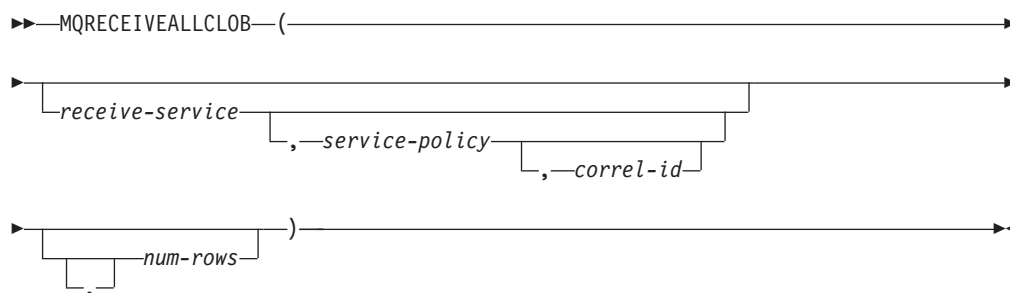 MQRECEIVEALLCLOB (
receive-service
, service-policy
, correl-id
)
num-rows
,